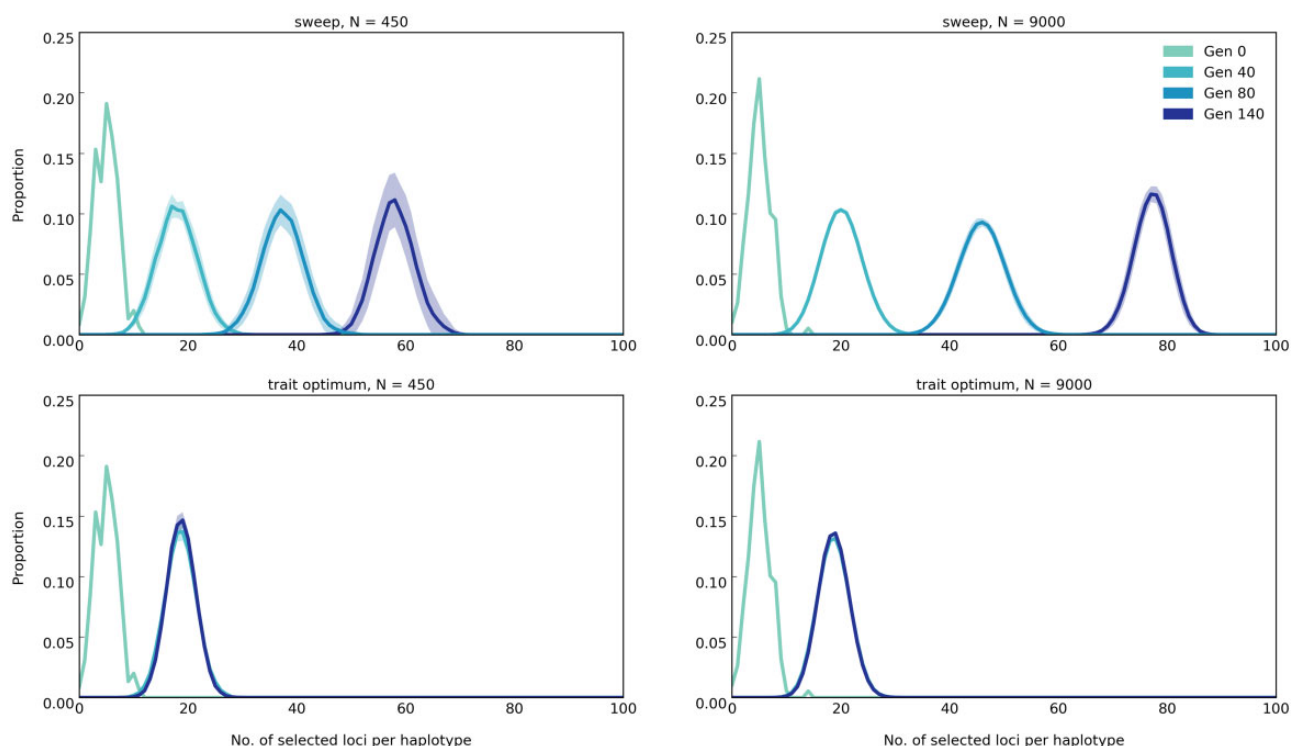 sweep, N = 450
0.25
0.20
0.15
0.10
0.05
0.00
Proportion
0 20 40 60 80 100
sweep, N = 9000
0.25
0.20
0.15
0.10
0.05
0.00
Gen 0
Gen 40
Gen 80
Gen 140
0 20 40 60 80 100
trait optimum, N = 450
0.25
0.20
0.15
0.10
0.05
0.00
Proportion
0 20 40 60 80 100
No. of selected loci per haplotype
trait optimum, N = 9000
0.25
0.20
0.15
0.10
0.05
0.00
0 20 40 60 80 100
No. of selected loci per haplotype